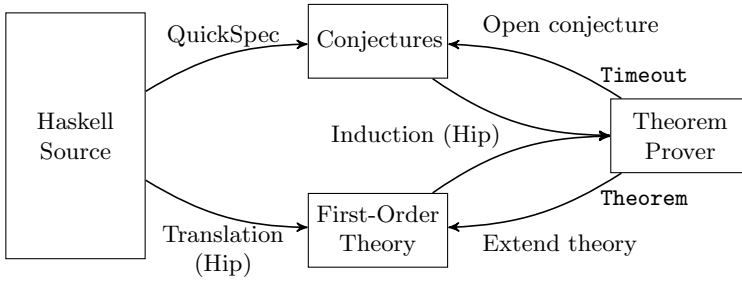 QuickSpec
Conjectures
Open conjecture
Timeout
Haskell
Source
Induction (Hip)
Theorem
Prover
Translation
(Hip)
First-Order
Theory
Theorem
Extend theory